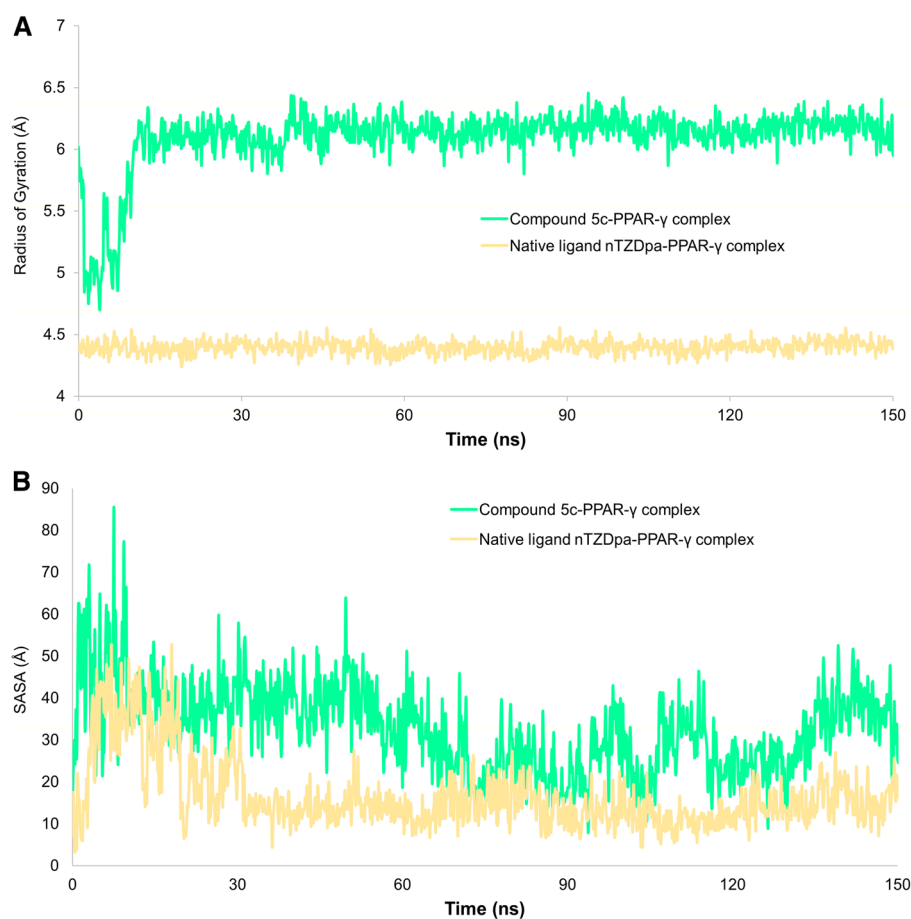 A
7
6.5
6
5.5
5
4.5
4
Radius of Gyration (Å)
Compound 5c-PPAR-γ complex
Native ligand nTZDpa-PPAR-γ complex
0 30 60 90 120 150
Time (ns)
B
90
80
70
60
50
40
30
20
10
0
SASA (Å)
Compound 5c-PPAR-γ complex
Native ligand nTZDpa-PPAR-γ complex
0 30 60 90 120 150
Time (ns)